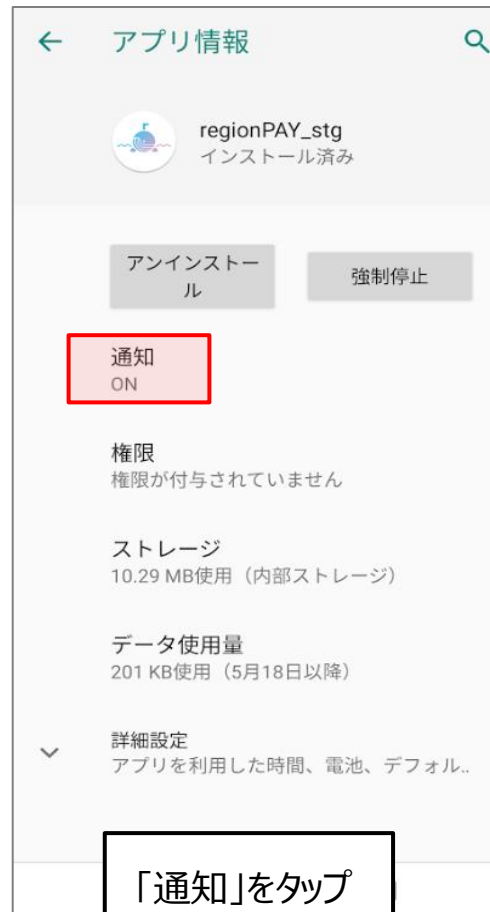 アプリ情報
regionPAY_stg
インストール済み
アンインストー
ル
強制停止
通知
ON
権限
権限が付与されていません
ストレージ
10.29 MB使用（内部ストレージ）
データ使用量
201 KB使用（5月18日以降）
詳細設定
アプリを利用した時間、電池、デフォル..
「通知」をタップ